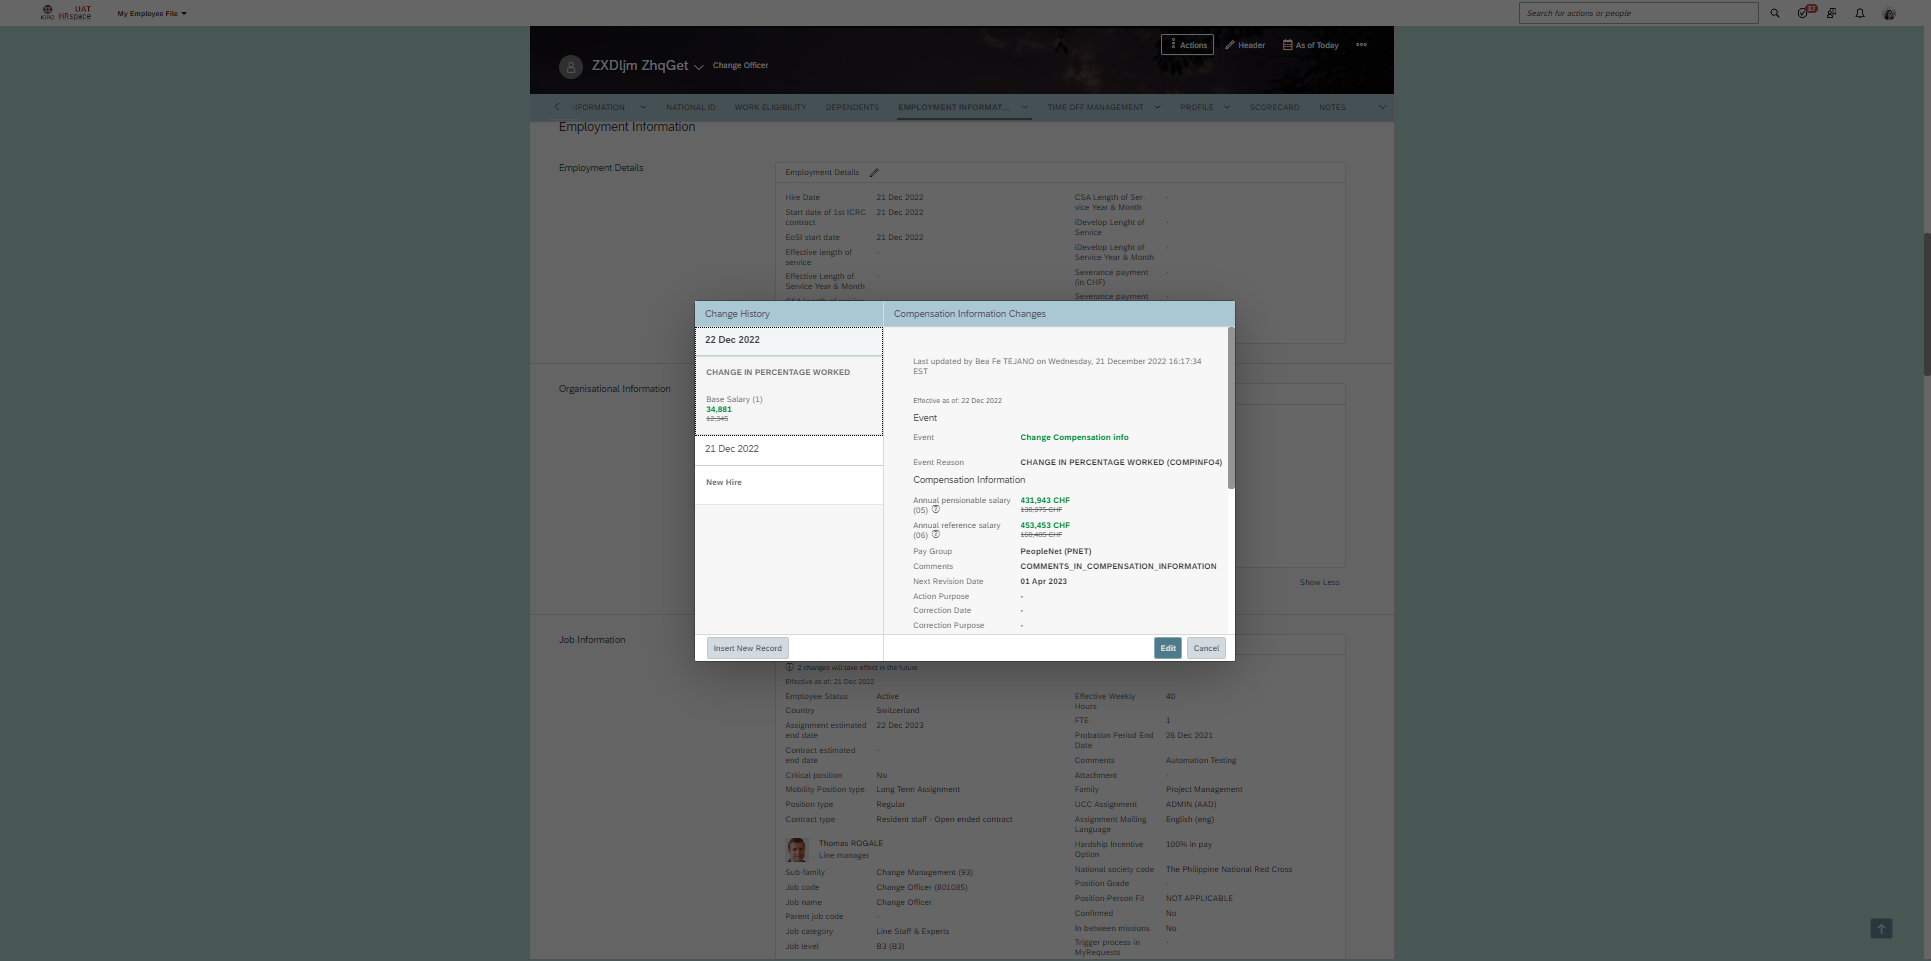 ICRC UAT HRspace
My Employee File
Search for actions or people
37
Actions
Header
As of Today
ZXDljm ZhqGet
Change Officer
NFORMATION
NATIONAL ID
WORK ELIGIBILITY
DEPENDENTS
EMPLOYMENT INFORMAT...
TIME OFF MANAGEMENT
PROFILE
SCORECARD
NOTES
Employment Information
Employment Details
Employment Details
Hire Date 21 Dec 2022
Start date of 1st ICRC contract 21 Dec 2022
EoSI start date 21 Dec 2022
Effective length of service -
Effective Length of Service Year & Month -
CSA Length of Ser-
vice Year & Month -
iDevelop Lenght of Service -
iDevelop Lenght of Service Year & Month -
Severance payment (in CHF) -
Severance payment
Change History
22 Dec 2022
CHANGE IN PERCENTAGE WORKED
Base Salary (1)
34,881
12,345
21 Dec 2022
New Hire
Insert New Record
Compensation Information Changes
Last updated by Bea Fe TEJANO on Wednesday, 21 December 2022 16:17:34
EST
Effective as of: 22 Dec 2022
Event
Event Change Compensation info
Event Reason CHANGE IN PERCENTAGE WORKED (COMPINFO4)
Compensation Information
Annual pensionable salary (05) 431,943 CHF
138,975 CHF
Annual reference salary (06) 453,453 CHF
160,485 CHF
Pay Group PeopleNet (PNET)
Comments COMMENTS_IN_COMPENSATION_INFORMATION
Next Revision Date 01 Apr 2023
Action Purpose -
Correction Date -
Correction Purpose -
Edit
Cancel
Organisational Information
Show Less
Job Information
2 changes will take effect in the future
Effective as of: 21 Dec 2022
Employee Status Active
Country Switzerland
Assignment estimated end date 22 Dec 2023
Contract estimated end date -
Critical position No
Mobility Position type Long Term Assignment
Position type Regular
Contract type Resident staff - Open ended contract
Thomas ROGALE
Line manager
Sub-family Change Management (93)
Job code Change Officer (801085)
Job name Change Officer
Parent job code -
Job category Line Staff & Experts
Job level B3 (B3)
Effective Weekly Hours 40
FTE 1
Probation Period End Date 26 Dec 2021
Comments Automation Testing
Attachment -
Family Project Management
UCC Assignment ADMIN (AAD)
Assignment Mailing Language English (eng)
Hardship Incentive Option 100% in pay
National society code The Philippine National Red Cross
Position Grade -
Position-Person Fit NOT APPLICABLE
Confirmed No
In between missions No
Trigger process in MyRequests -